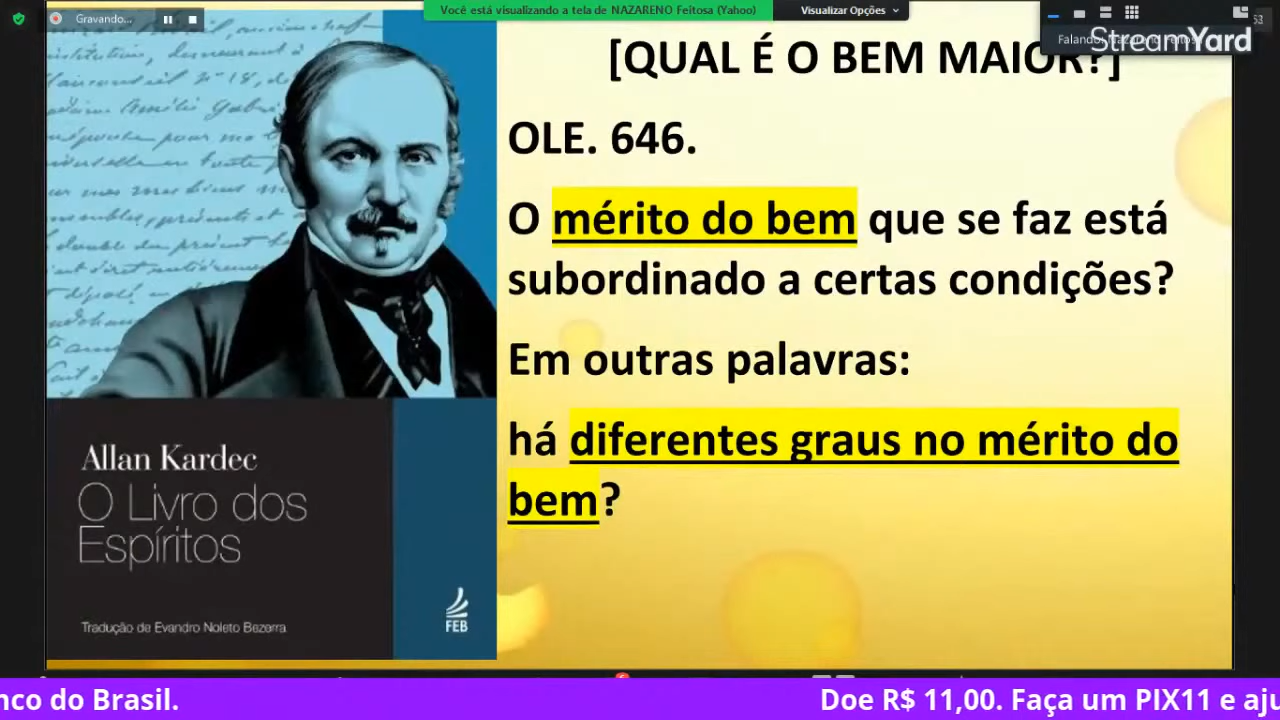 Gravando...
Você está visualizando a tela de NAZARENO Feitosa (Yahoo)
Visualizar Opções
StreamYard
[QUAL É O BEM MAIOR?]
OLE. 646.
O mérito do bem que se faz está
subordinado a certas condições?
Em outras palavras:
há diferentes graus no mérito do
bem?
Allan Kardec
O Livro dos
Espíritos
Tradução de Evandro Noleto Bezerra
FEB
nco do Brasil.
Doe R$ 11,00. Faça um PIX11 e aju